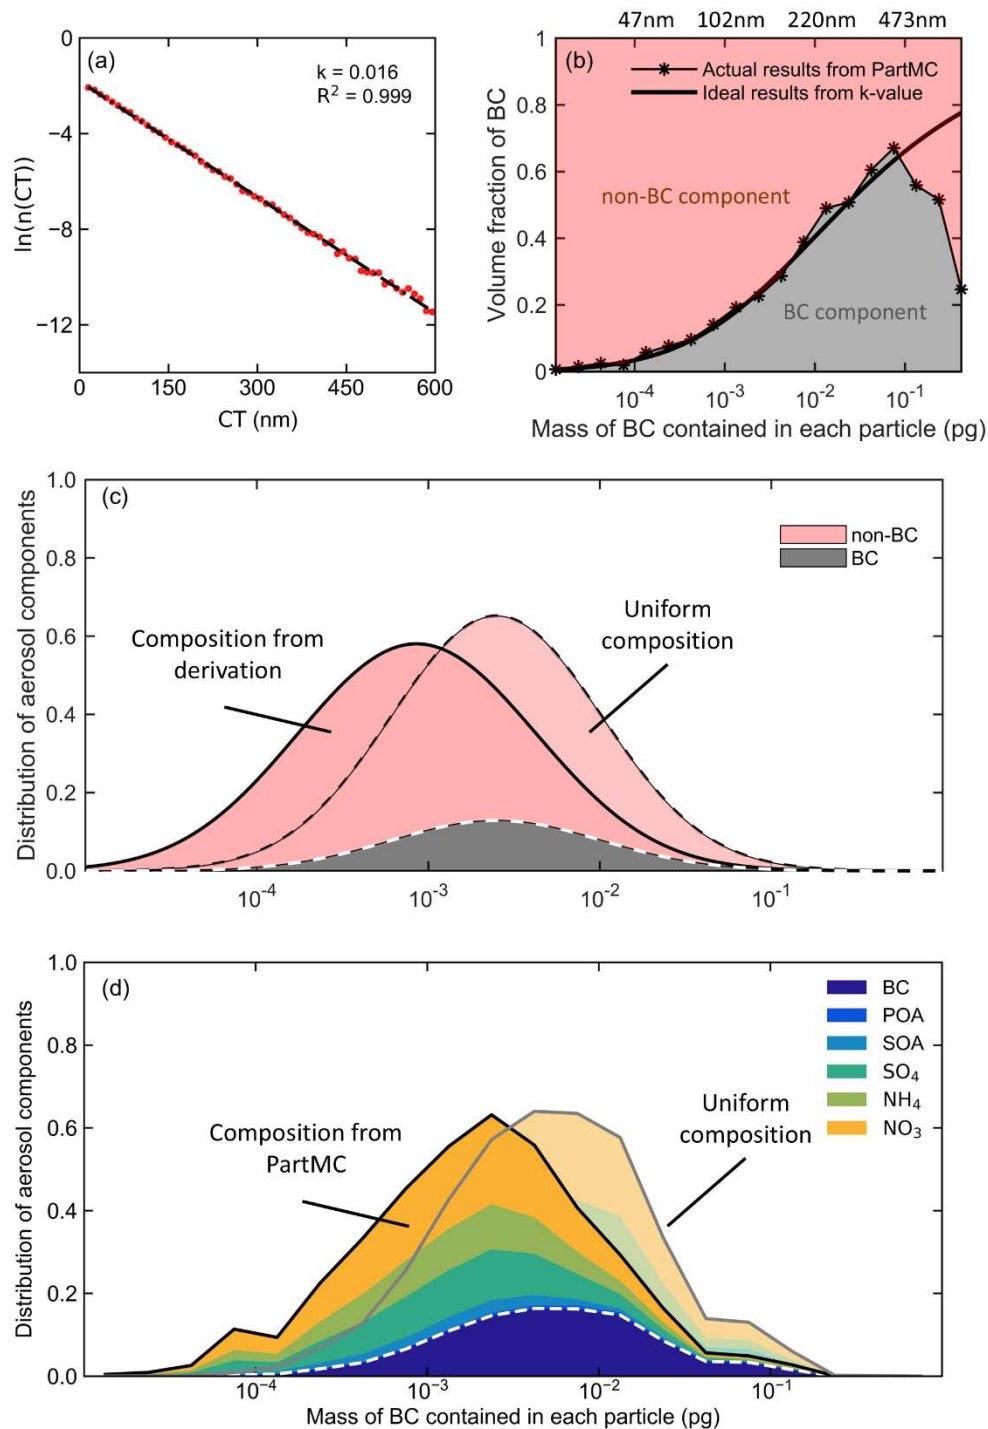 (a)
k = 0.016
R² = 0.999
0
−4
−8
−12
ln(n(CT))
0 150 300 450 600
CT (nm)
47nm 102nm 220nm 473nm
(b)
Actual results from PartMC
Ideal results from k-value
non-BC component
BC component
1
0.8
0.6
0.4
0.2
0
Volume fraction of BC
10⁻⁴ 10⁻³ 10⁻² 10⁻¹
Mass of BC contained in each particle (pg)
(c)
non-BC
BC
Composition from
derivation
Uniform
composition
1.0
0.8
0.6
0.4
0.2
0.0
Distribution of aerosol components
10⁻⁴ 10⁻³ 10⁻² 10⁻¹
(d)
BC
POA
SOA
SO₄
NH₄
NO₃
Composition from
PartMC
Uniform
composition
1.0
0.8
0.6
0.4
0.2
0.0
Distribution of aerosol components
10⁻⁴ 10⁻³ 10⁻² 10⁻¹
Mass of BC contained in each particle (pg)